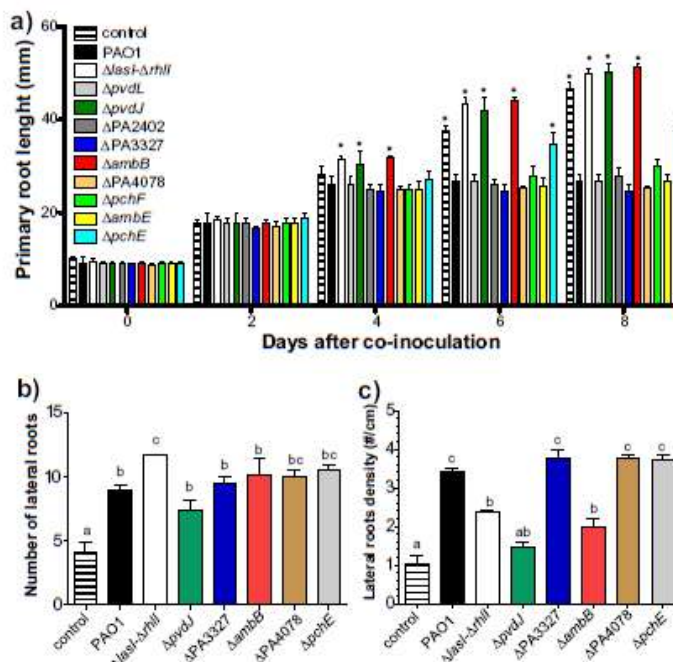 a)
Primary root lenght (mm)
60
40
20
0
control
PAO1
ΔlasI-ΔrhlI
ΔpvdL
ΔpvdJ
ΔPA2402
ΔPA3327
ΔambB
ΔPA4078
ΔpchF
ΔambE
ΔpchE
* * * *
* * * * *
* * * *
0 2 4 6 8
Days after co-inoculation
b)
Number of lateral roots
15
10
5
0
a b c b b b bc bc
control PAO1 ΔlasI-ΔrhlI ΔpvdJ ΔPA3327 ΔambB ΔPA4078 ΔpchE
c)
Lateral roots density (#/cm)
5
4
3
2
1
0
a c b ab c b c c
control PAO1 ΔlasI-ΔrhlI ΔpvdJ ΔPA3327 ΔambB ΔPA4078 ΔpchE